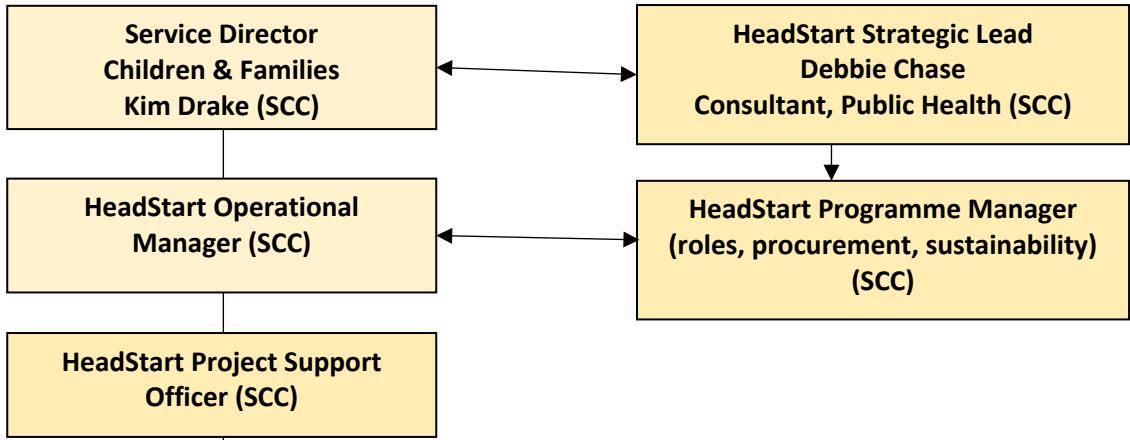 Service Director
Children & Families
Kim Drake (SCC)
HeadStart Strategic Lead
Debbie Chase
Consultant, Public Health (SCC)
HeadStart Operational
Manager (SCC)
HeadStart Programme Manager
(roles, procurement, sustainability)
(SCC)
HeadStart Project Support
Officer (SCC)